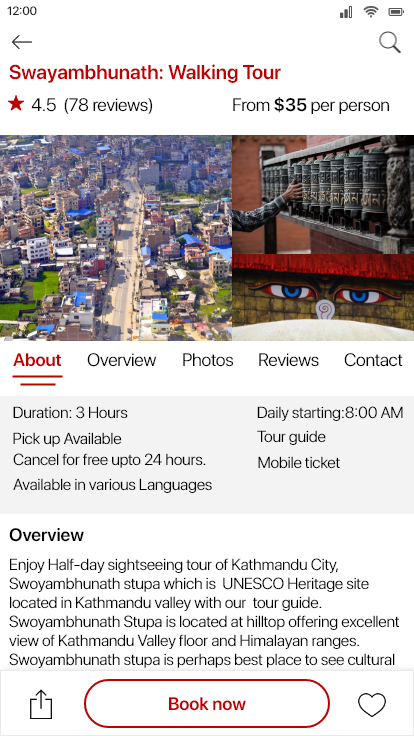 12:00
Swayambhunath: Walking Tour
4.5 (78 reviews)
From $35 per person
About Overview Photos Reviews Contact
Duration: 3 Hours
Daily starting:8:00 AM
Pick up Available
Tour guide
Cancel for free upto 24 hours.
Mobile ticket
Available in various Languages
Overview
Enjoy Half-day sightseeing tour of Kathmandu City,
Swoyambhunath stupa which is UNESCO Heritage site
located in Kathmandu valley with our tour guide.
Swoyambhunath Stupa is located at hilltop offering excellent
view of Kathmandu Valley floor and Himalayan ranges.
Swoyambhunath stupa is perhaps best place to see cultural
Book now